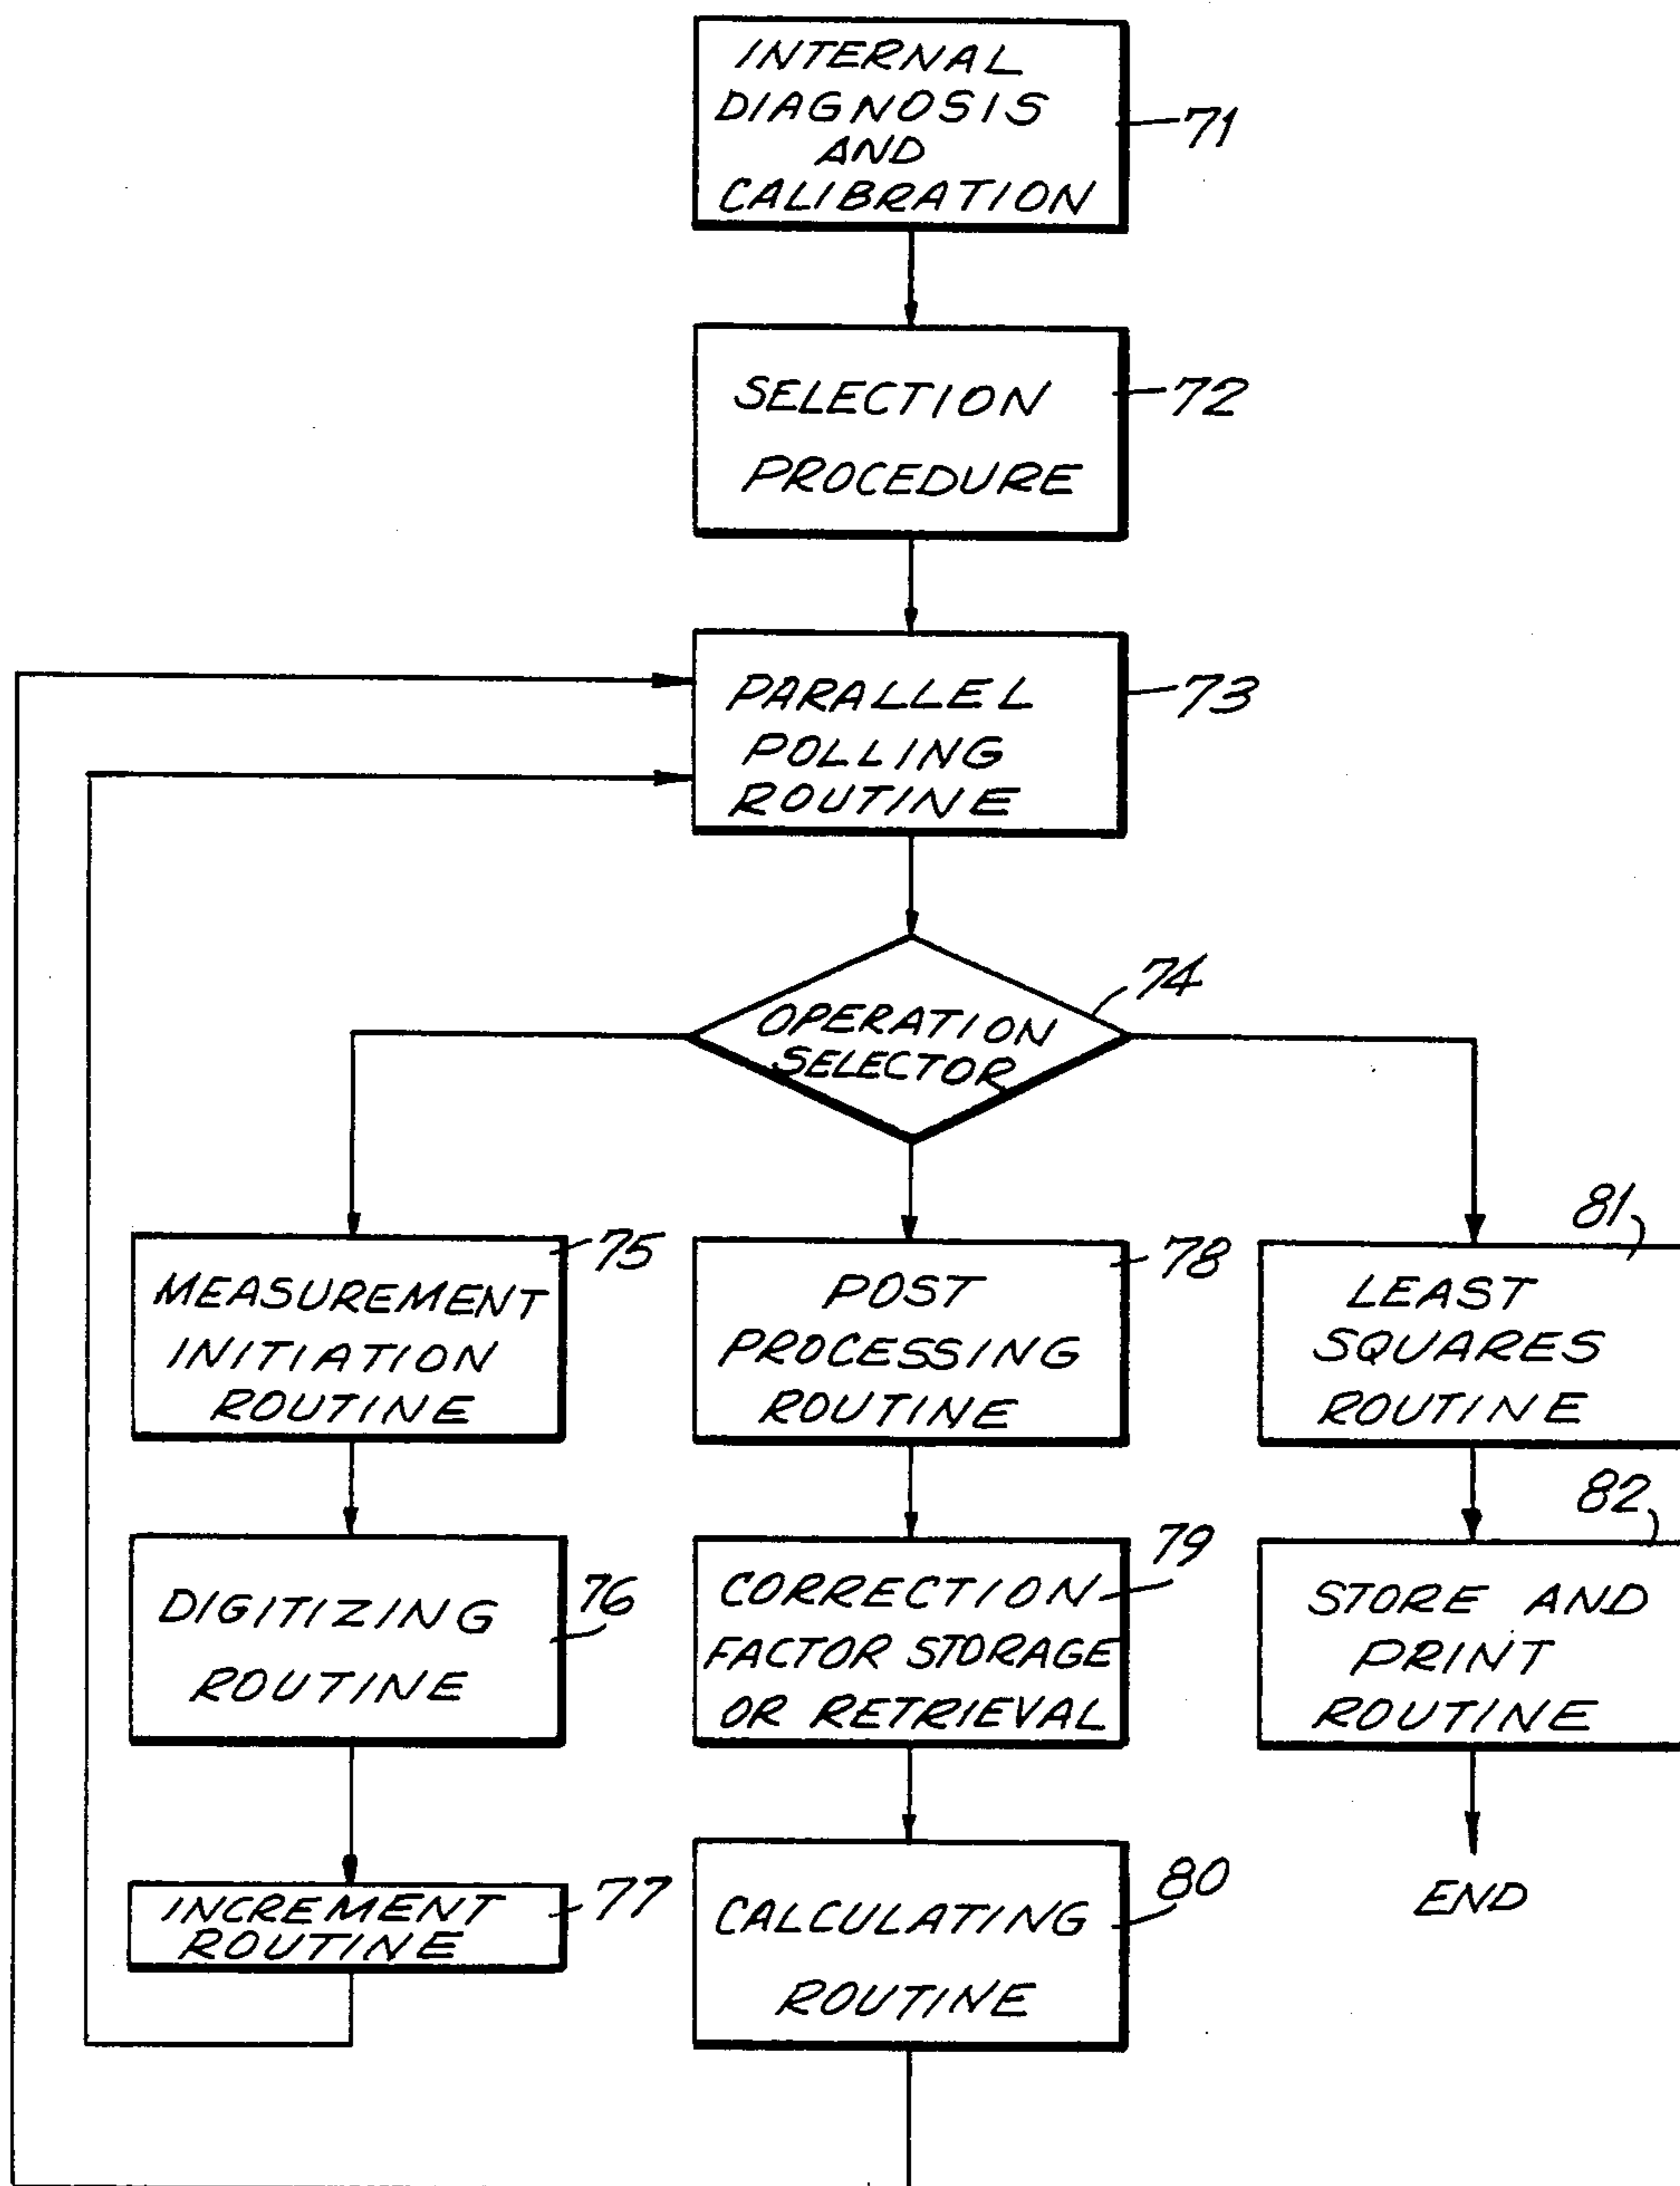 INTERNAL
DIAGNOSIS
AND
CALIBRATION
71
SELECTION
PROCEDURE
72
PARALLEL
POLLING
ROUTINE
73
OPERATION
SELECTOR
74
MEASUREMENT
INITIATION
ROUTINE
75
DIGITIZING
ROUTINE
76
INCREMENT
ROUTINE
77
POST
PROCESSING
ROUTINE
78
CORRECTION
FACTOR STORAGE
OR RETRIEVAL
79
CALCULATING
ROUTINE
80
LEAST
SQUARES
ROUTINE
81
STORE AND
PRINT
ROUTINE
82
END